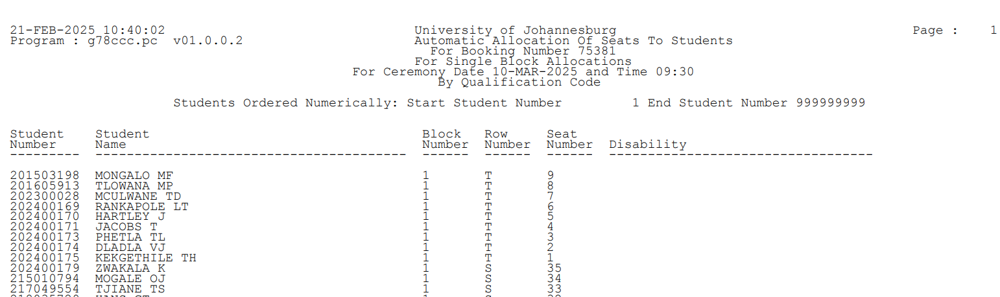 21-FEB-2025 10:40:02 University of Johannesburg Page : 1
Program : g78ccc.pc v01.0.0.2 Automatic Allocation Of Seats To Students
For Booking Number 75381
For Single Block Allocations
For Ceremony Date 10-MAR-2025 and Time 09:30
By Qualification Code
Students Ordered Numerically: Start Student Number 1 End Student Number 999999999
Student Student Block Row Seat
Number Name Number Number Number Disability
--------- ---------------------------------------- ------ ------ ------ ----------------------------------
201503198 MONGALO MF 1 T 9
201605913 TLOWANA MP 1 T 8
202300028 MCULWANE TD 1 T 7
202400169 RANKAPOLE LT 1 T 6
202400170 HARTLEY J 1 T 5
202400171 JACOBS T 1 T 4
202400173 PHETLA TL 1 T 3
202400174 DLADLA VJ 1 T 2
202400175 KEKGETHILE TH 1 T 1
202400179 ZWAKALA K 1 S 35
215010794 MOGALE OJ 1 S 34
217049554 TJIANE TS 1 S 33